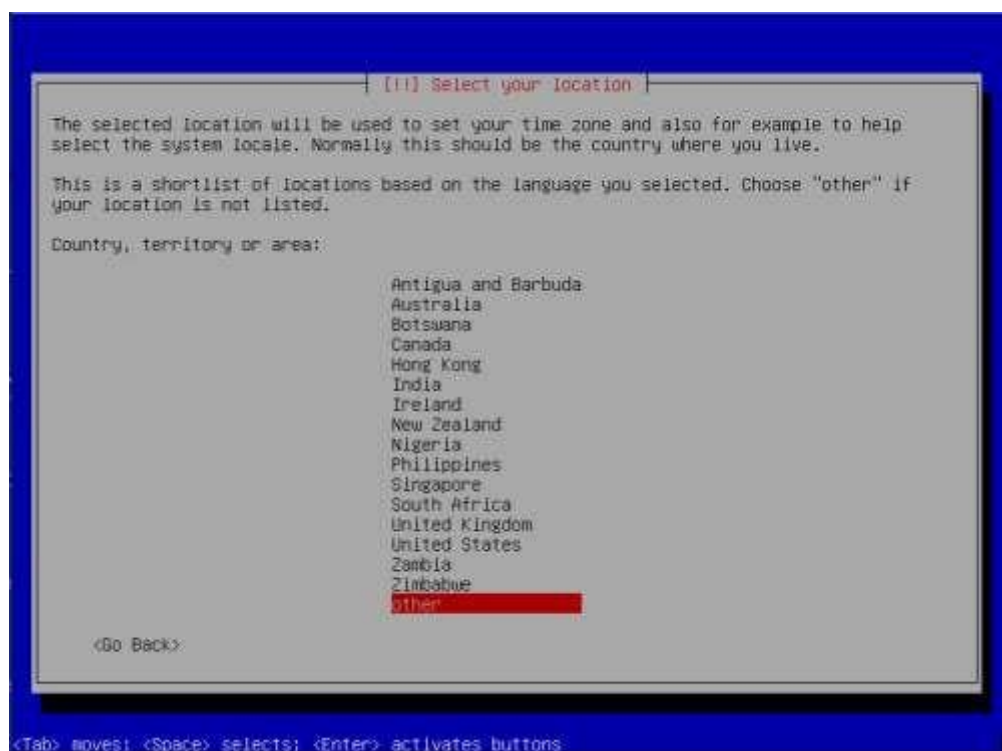 [!!] Select your location
The selected location will be used to set your time zone and also for example to help
select the system locale. Normally this should be the country where you live.
This is a shortlist of locations based on the language you selected. Choose "other" if
your location is not listed.
Country, territory or area:
Antigua and Barbuda
Australia
Botswana
Canada
Hong Kong
India
Ireland
New Zealand
Nigeria
Philippines
Singapore
South Africa
United Kingdom
United States
Zambia
Zimbabwe
other
<Go Back>
<Tab> moves; <Space> selects; <Enter> activates buttons